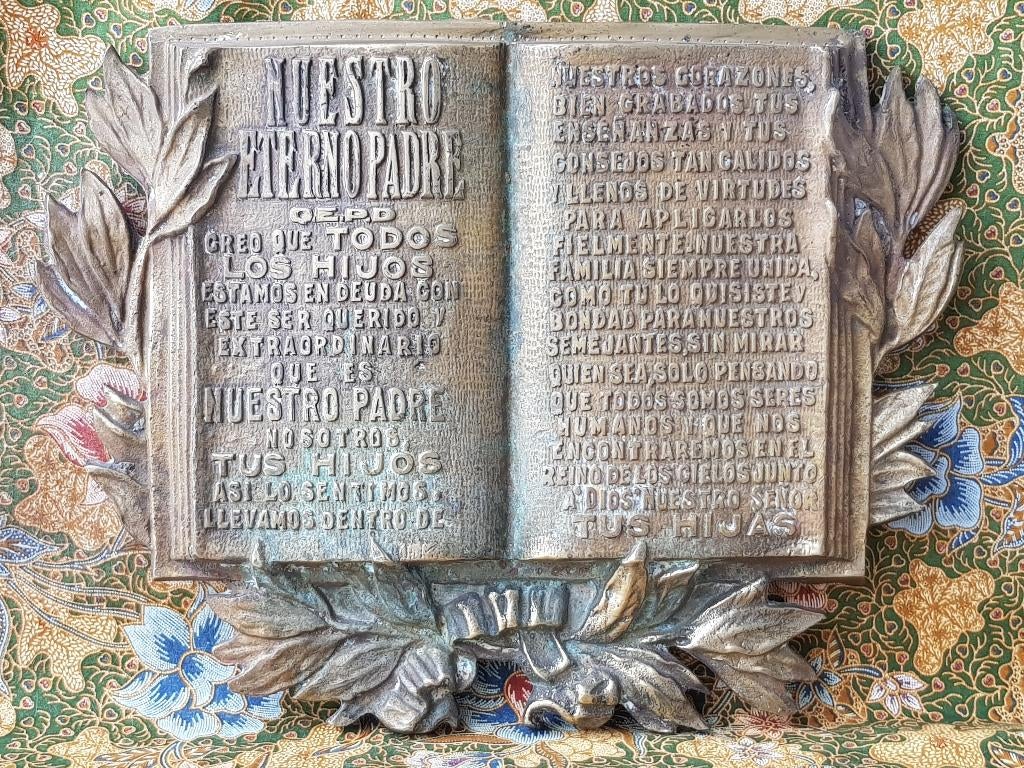 NUESTRO
ETERNO PADRE
Q.E.P.D
CREO QUE TODOS
LOS HIJOS
ESTAMOS EN DEUDA CON
ESTE SER QUERIDO Y
EXTRAORDINARIO
QUE ES
NUESTRO PADRE
NOSOTROS,
TUS HIJOS
ASI LO SENTIMOS.
LLEVAMOS DENTRO DE
NUESTROS CORAZONES,
BIEN GRABADOS, TUS
ENSEÑANZAS Y TUS
CONSEJOS TAN CALIDOS
Y LLENOS DE VIRTUDES
PARA APLICARLOS
FIELMENTE. NUESTRA
FAMILIA SIEMPRE UNIDA,
COMO TU LO QUISISTE Y
BONDAD PARA NUESTROS
SEMEJANTES, SIN MIRAR
QUIEN SEA, SOLO PENSANDO
QUE TODOS SOMOS SERES
HUMANOS Y QUE NOS
ENCONTRAREMOS EN EL
REINO DE LOS CIELOS JUNTO
A DIOS NUESTRO SEÑOR
TUS HIJAS